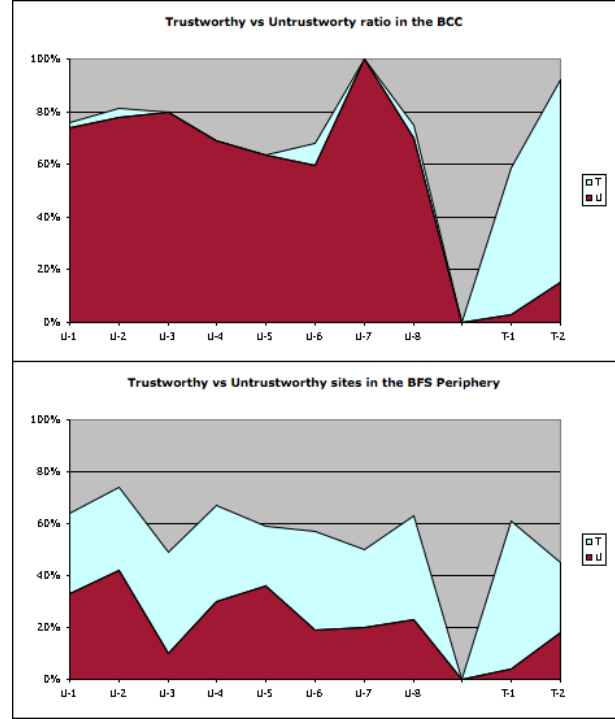 Trustworthy vs Untrustworty ratio in the BCC
100%
80%
60%
40%
20%
0%
U-1 U-2 U-3 U-4 U-5 U-6 U-7 U-8 T-1 T-2
T
U
Trustworthy vs Untrustworthy sites in the BFS Periphery
100%
80%
60%
40%
20%
0%
U-1 U-2 U-3 U-4 U-5 U-6 U-7 U-8 T-1 T-2
T
U